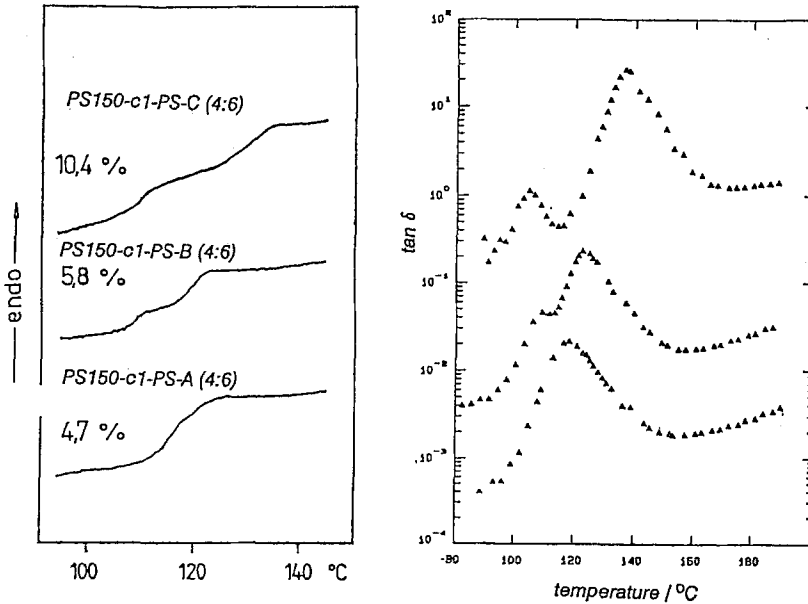 PS150-c1-PS-C (4:6)
10,4 %
PS150-c1-PS-B (4:6)
5,8 %
PS150-c1-PS-A (4:6)
4,7 %
endo
100 120 140 °C
tan δ
10¹
10⁰
10⁻¹
10⁻²
10⁻³
10⁻⁴
100 120 140 160 180
temperature / °C